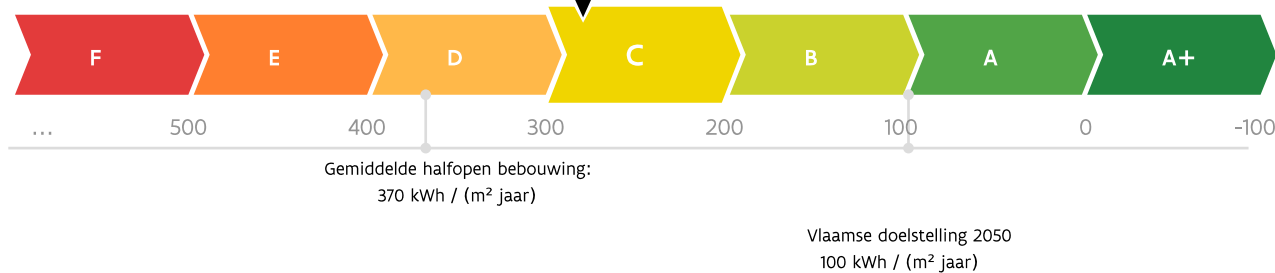 F E D C B A A+
... 500 400 300 200 100 0 -100
Gemiddelde halfopen bebouwing:
370 kWh / (m² jaar)
Vlaamse doelstelling 2050
100 kWh / (m² jaar)